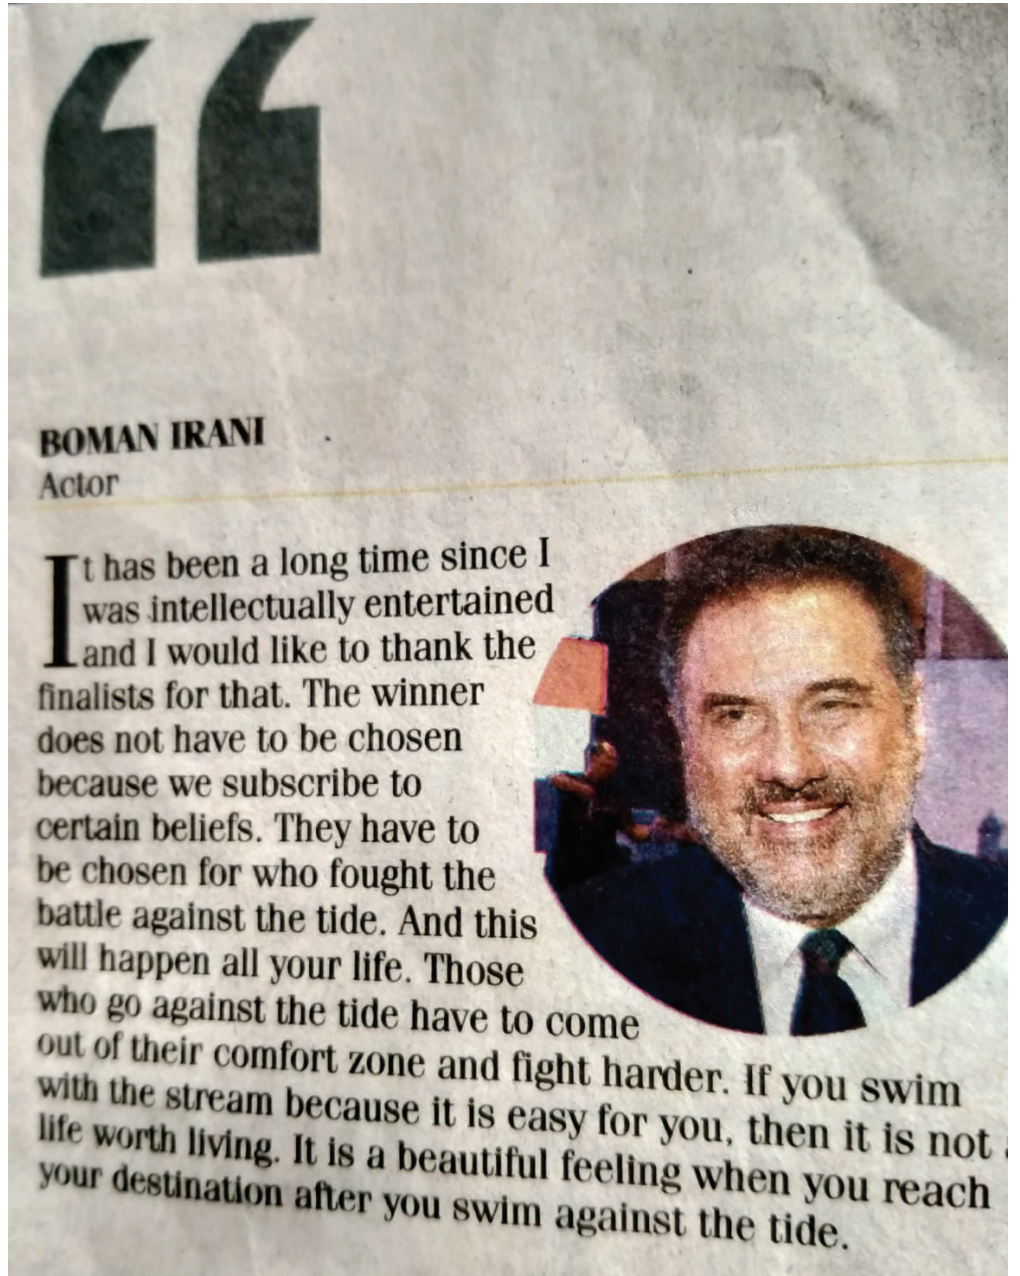 “
BOMAN IRANI
Actor
It has been a long time since I
was intellectually entertained
and I would like to thank the
finalists for that. The winner
does not have to be chosen
because we subscribe to
certain beliefs. They have to
be chosen for who fought the
battle against the tide. And this
will happen all your life. Those
who go against the tide have to come
out of their comfort zone and fight harder. If you swim
with the stream because it is easy for you, then it is not
life worth living. It is a beautiful feeling when you reach
your destination after you swim against the tide.